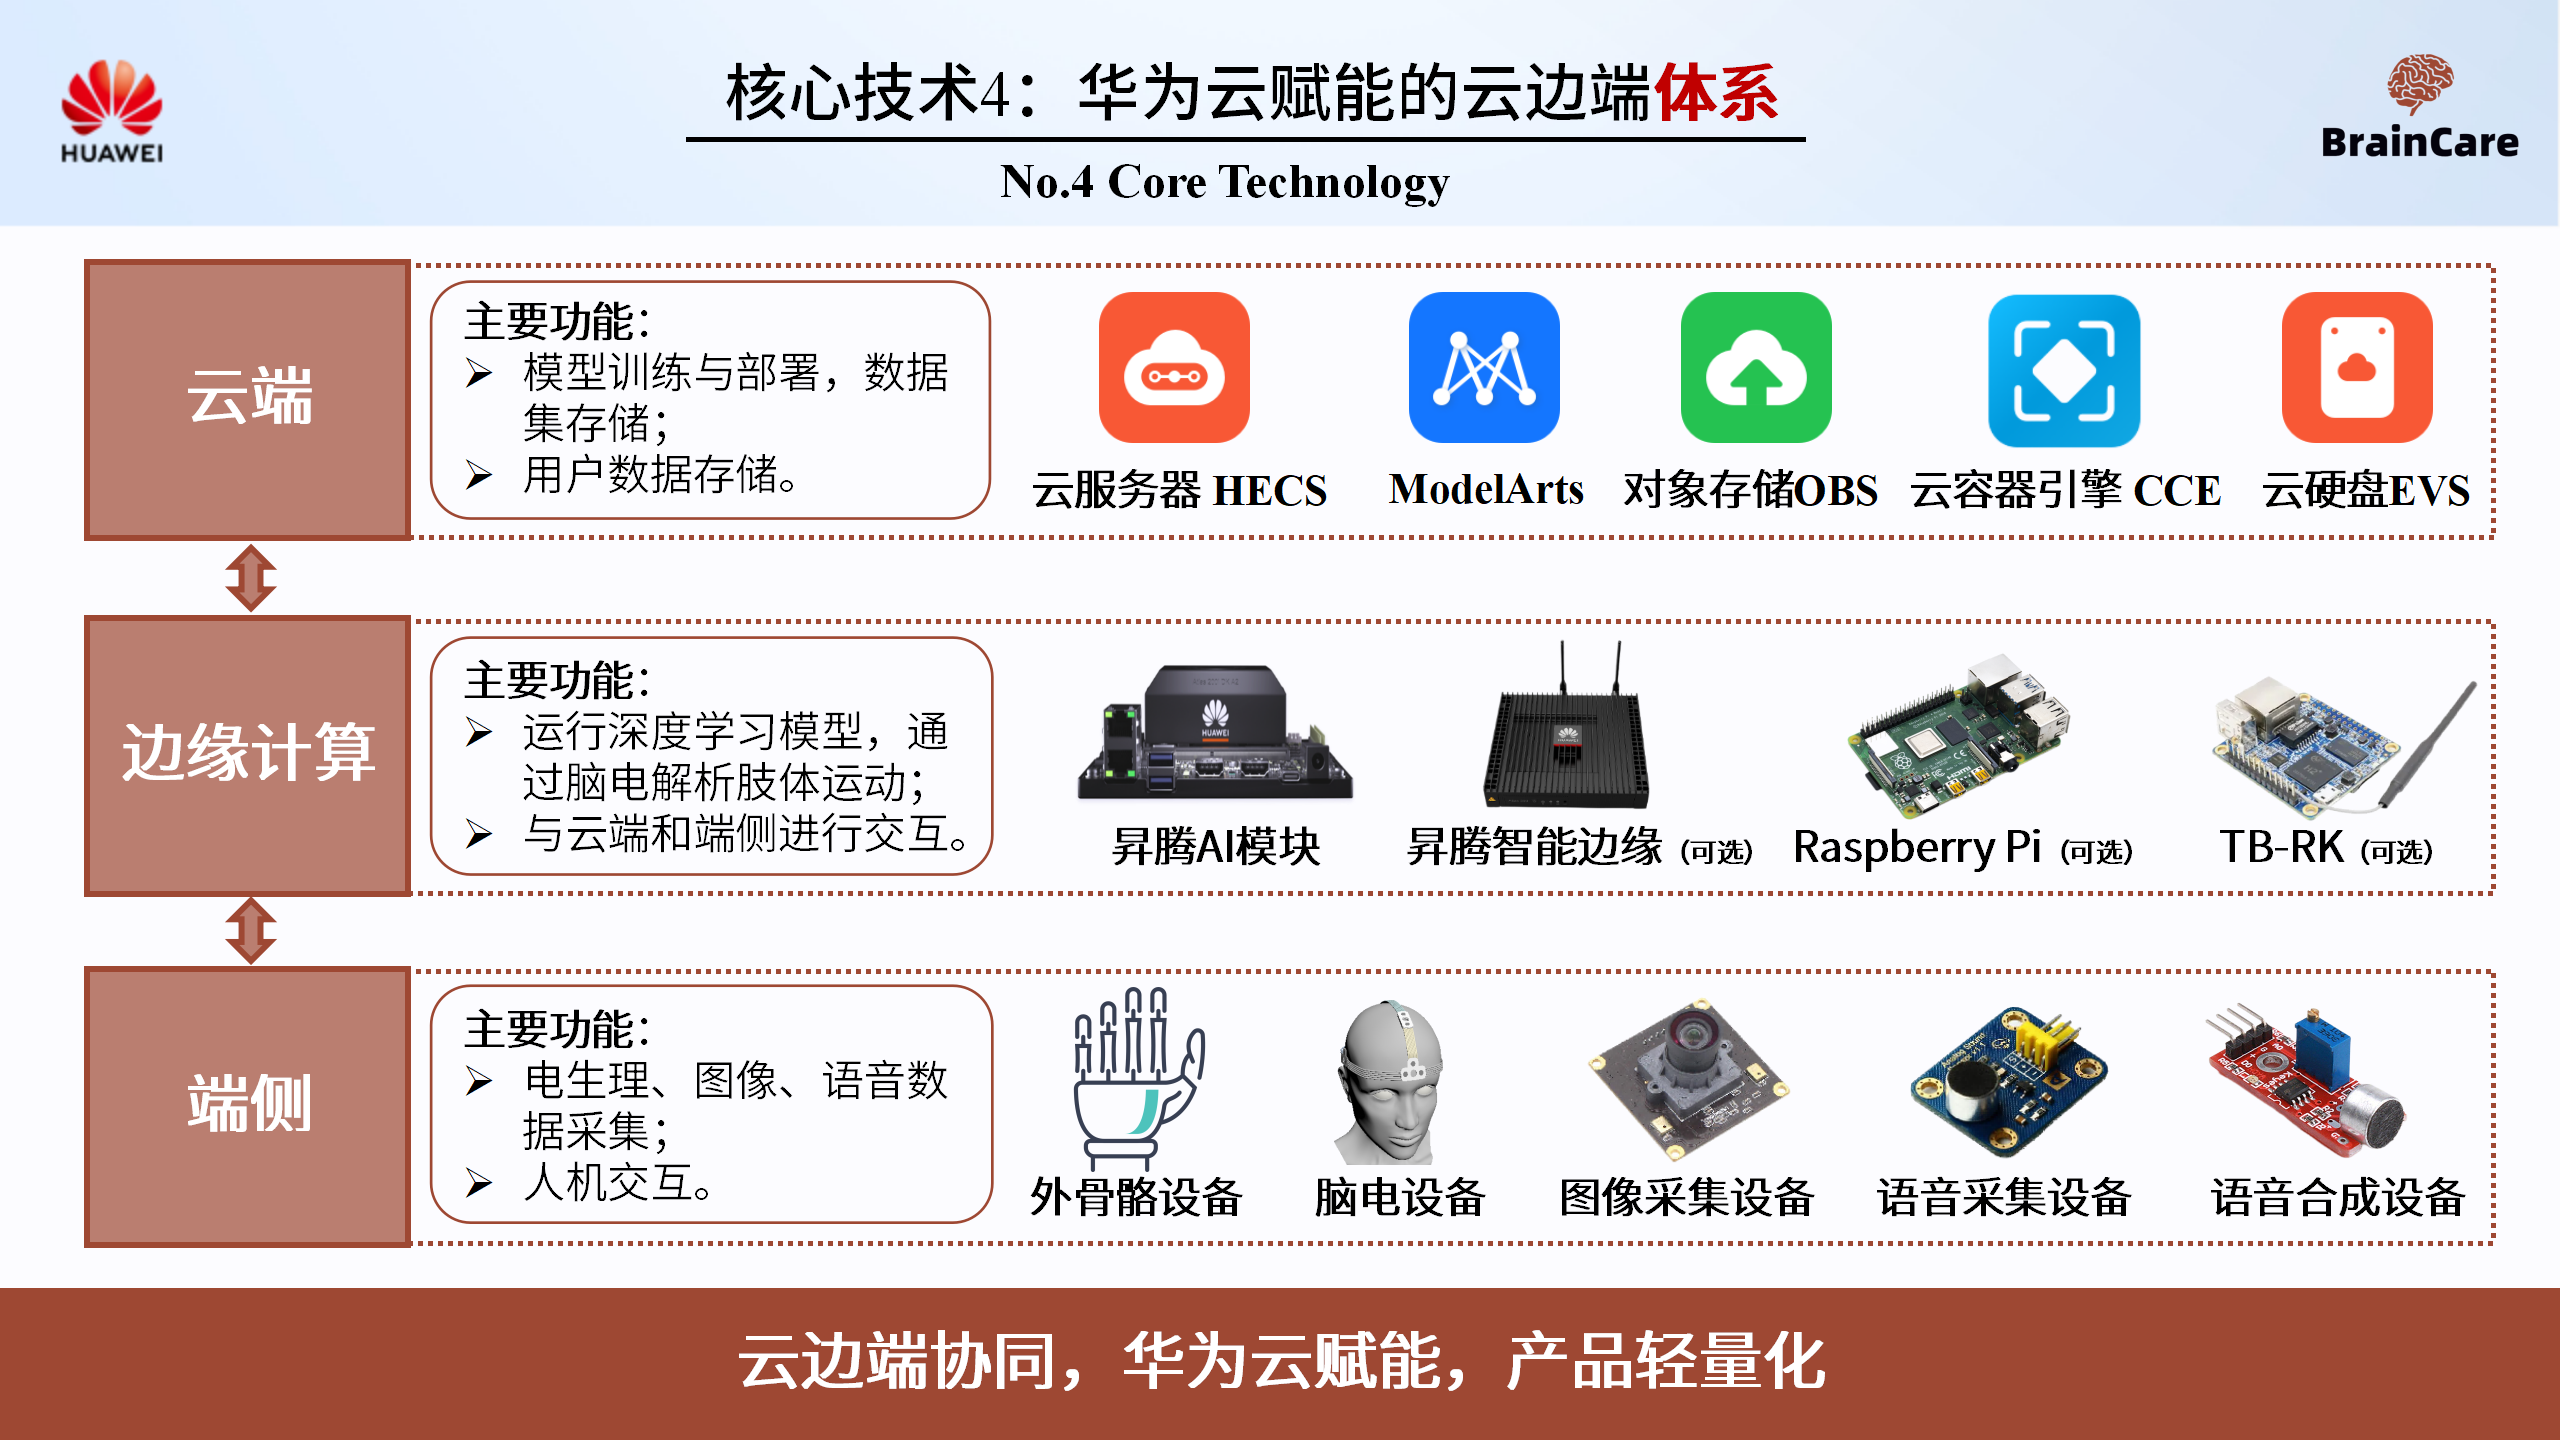 HUAWEI
核心技术4：华为云赋能的云边端体系
No.4 Core Technology
BrainCare
云端
主要功能：
➢ 模型训练与部署，数据
集存储；
➢ 用户数据存储。
云服务器 HECS
ModelArts
对象存储OBS
云容器引擎 CCE
云硬盘EVS
边缘计算
主要功能：
➢ 运行深度学习模型，通
过脑电解析肢体运动；
➢ 与云端和端侧进行交互。
HUAWEI
昇腾AI模块
昇腾智能边缘（可选）
Raspberry Pi（可选）
TB-RK（可选）
端侧
主要功能：
➢ 电生理、图像、语音数
据采集；
➢ 人机交互。
外骨骼设备
脑电设备
图像采集设备
语音采集设备
语音合成设备
云边端协同，华为云赋能，产品轻量化